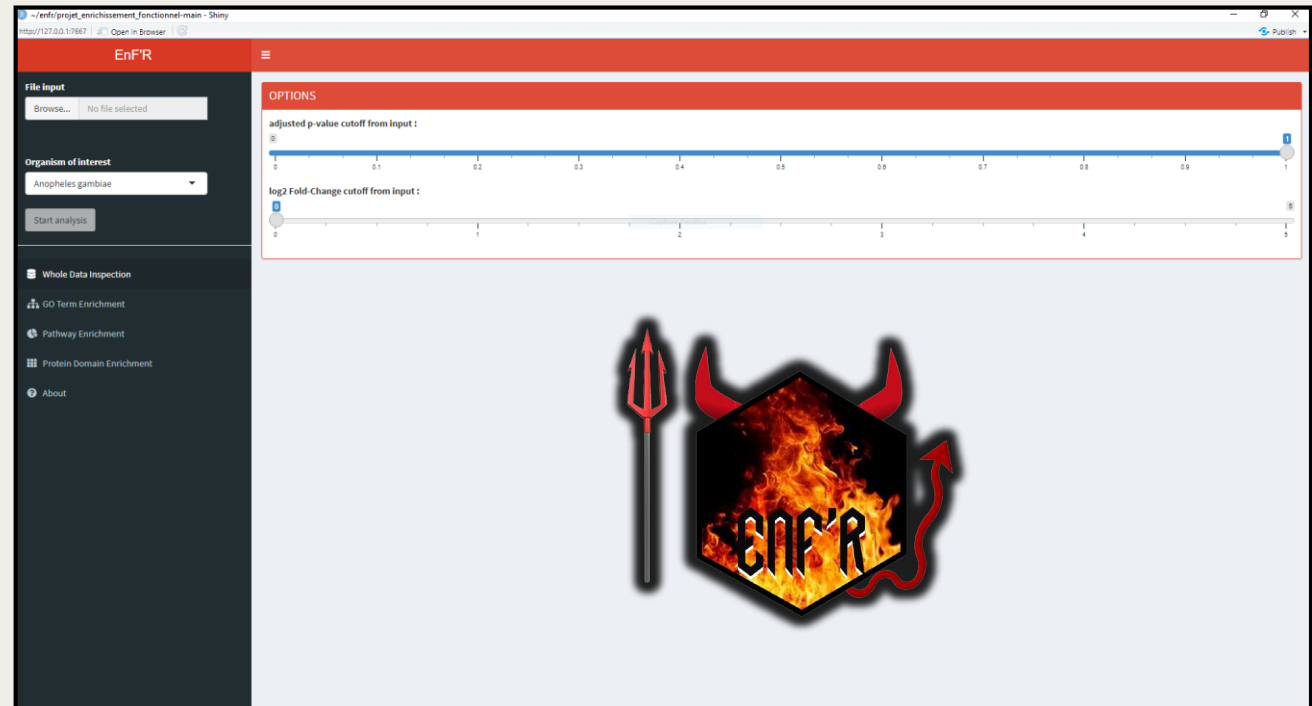 ~/enfr/projet_enrichissement_fonctionnel-main - Shiny
http://127.0.0.1:7667 Open in Browser Publish
EnF'R
File input
Browse... No file selected
Organism of interest
Anopheles gambiae
Start analysis
Whole Data Inspection
GO Term Enrichment
Pathway Enrichment
Protein Domain Enrichment
About
OPTIONS
adjusted p-value cutoff from input :
0 1
0 0.1 0.2 0.3 0.4 0.5 0.6 0.7 0.8 0.9 1
log2 Fold-Change cutoff from input :
0 5
0 1 2 3 4 5
ENF'R